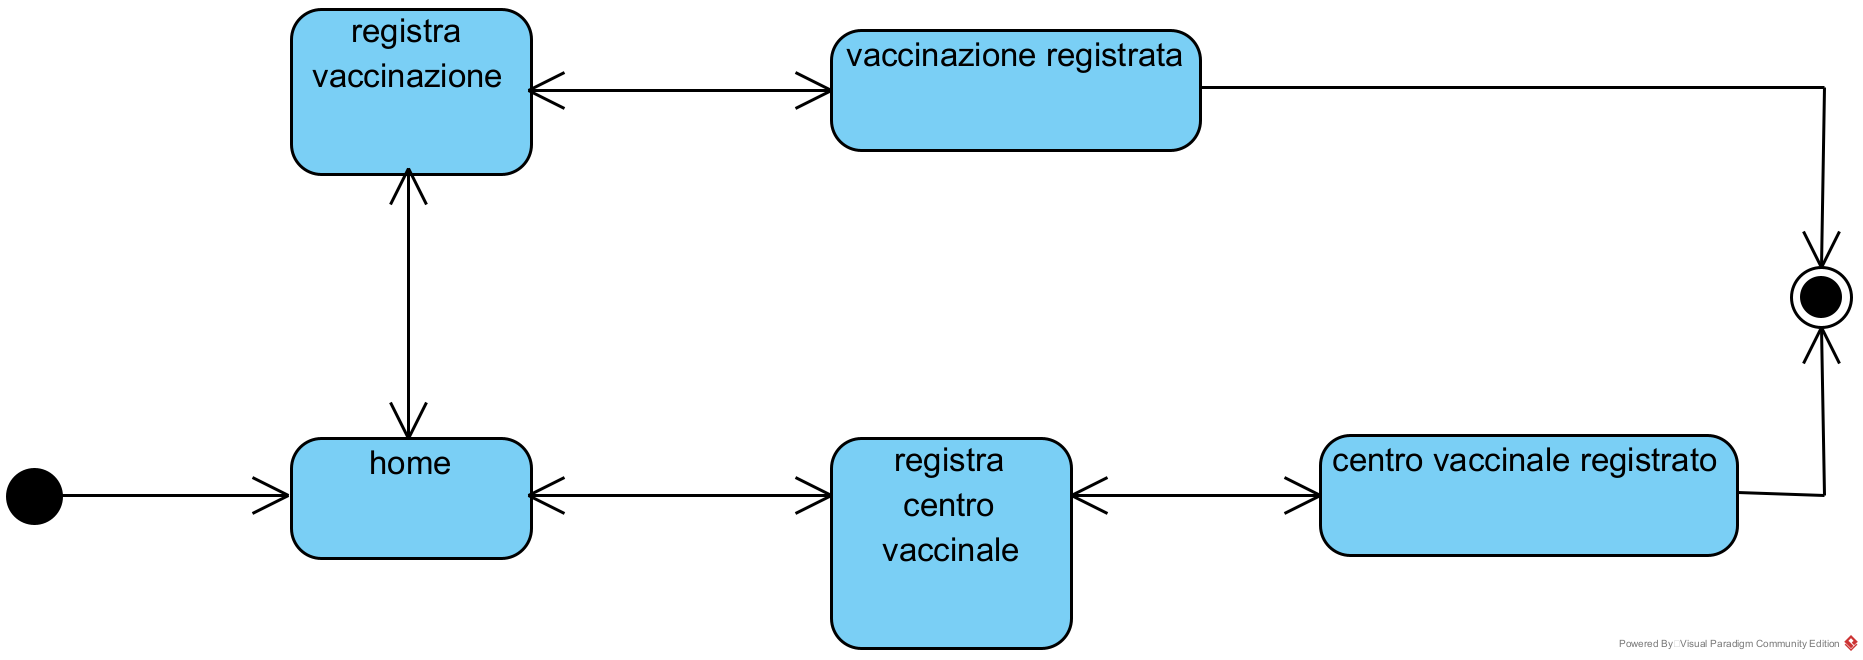 registra
vaccinazione
vaccinazione registrata
home
registra
centro
vaccinale
centro vaccinale registrato
Powered By Visual Paradigm Community Edition